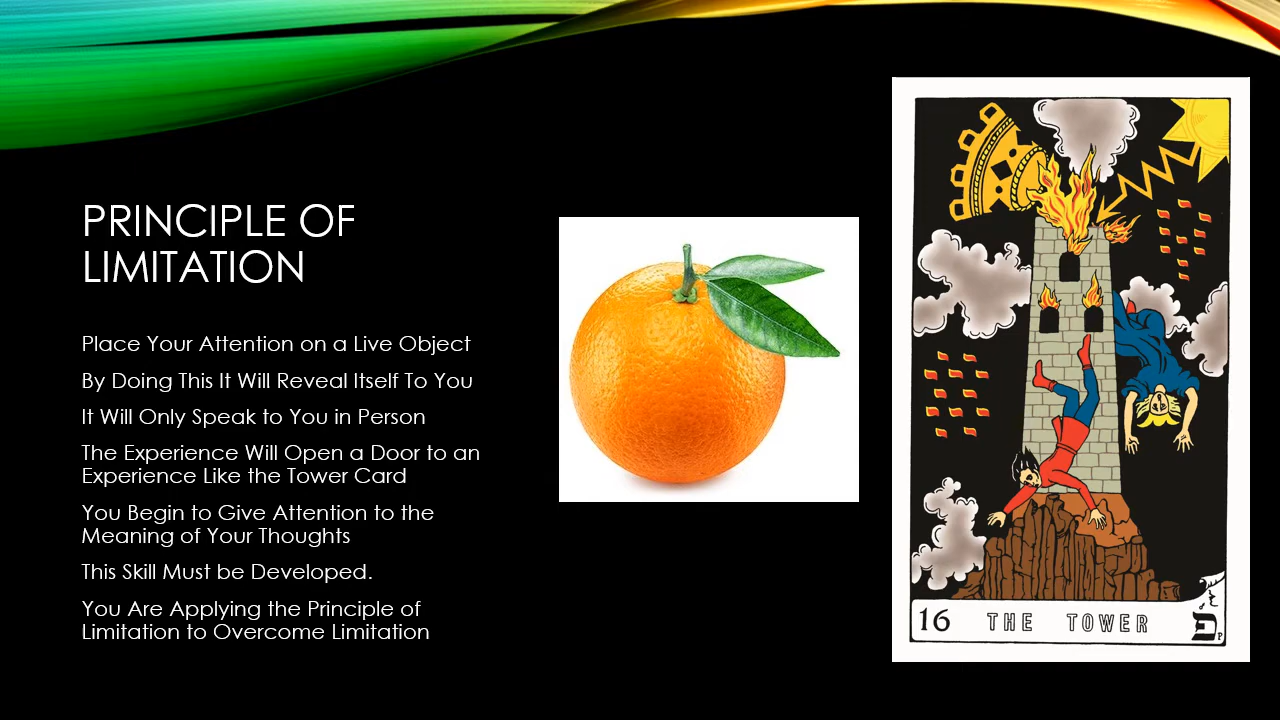 PRINCIPLE OF
LIMITATION
Place Your Attention on a Live Object
By Doing This It Will Reveal Itself To You
It Will Only Speak to You in Person
The Experience Will Open a Door to an
Experience Like the Tower Card
You Begin to Give Attention to the
Meaning of Your Thoughts
This Skill Must be Developed.
You Are Applying the Principle of
Limitation to Overcome Limitation
16 THE TOWER פ P